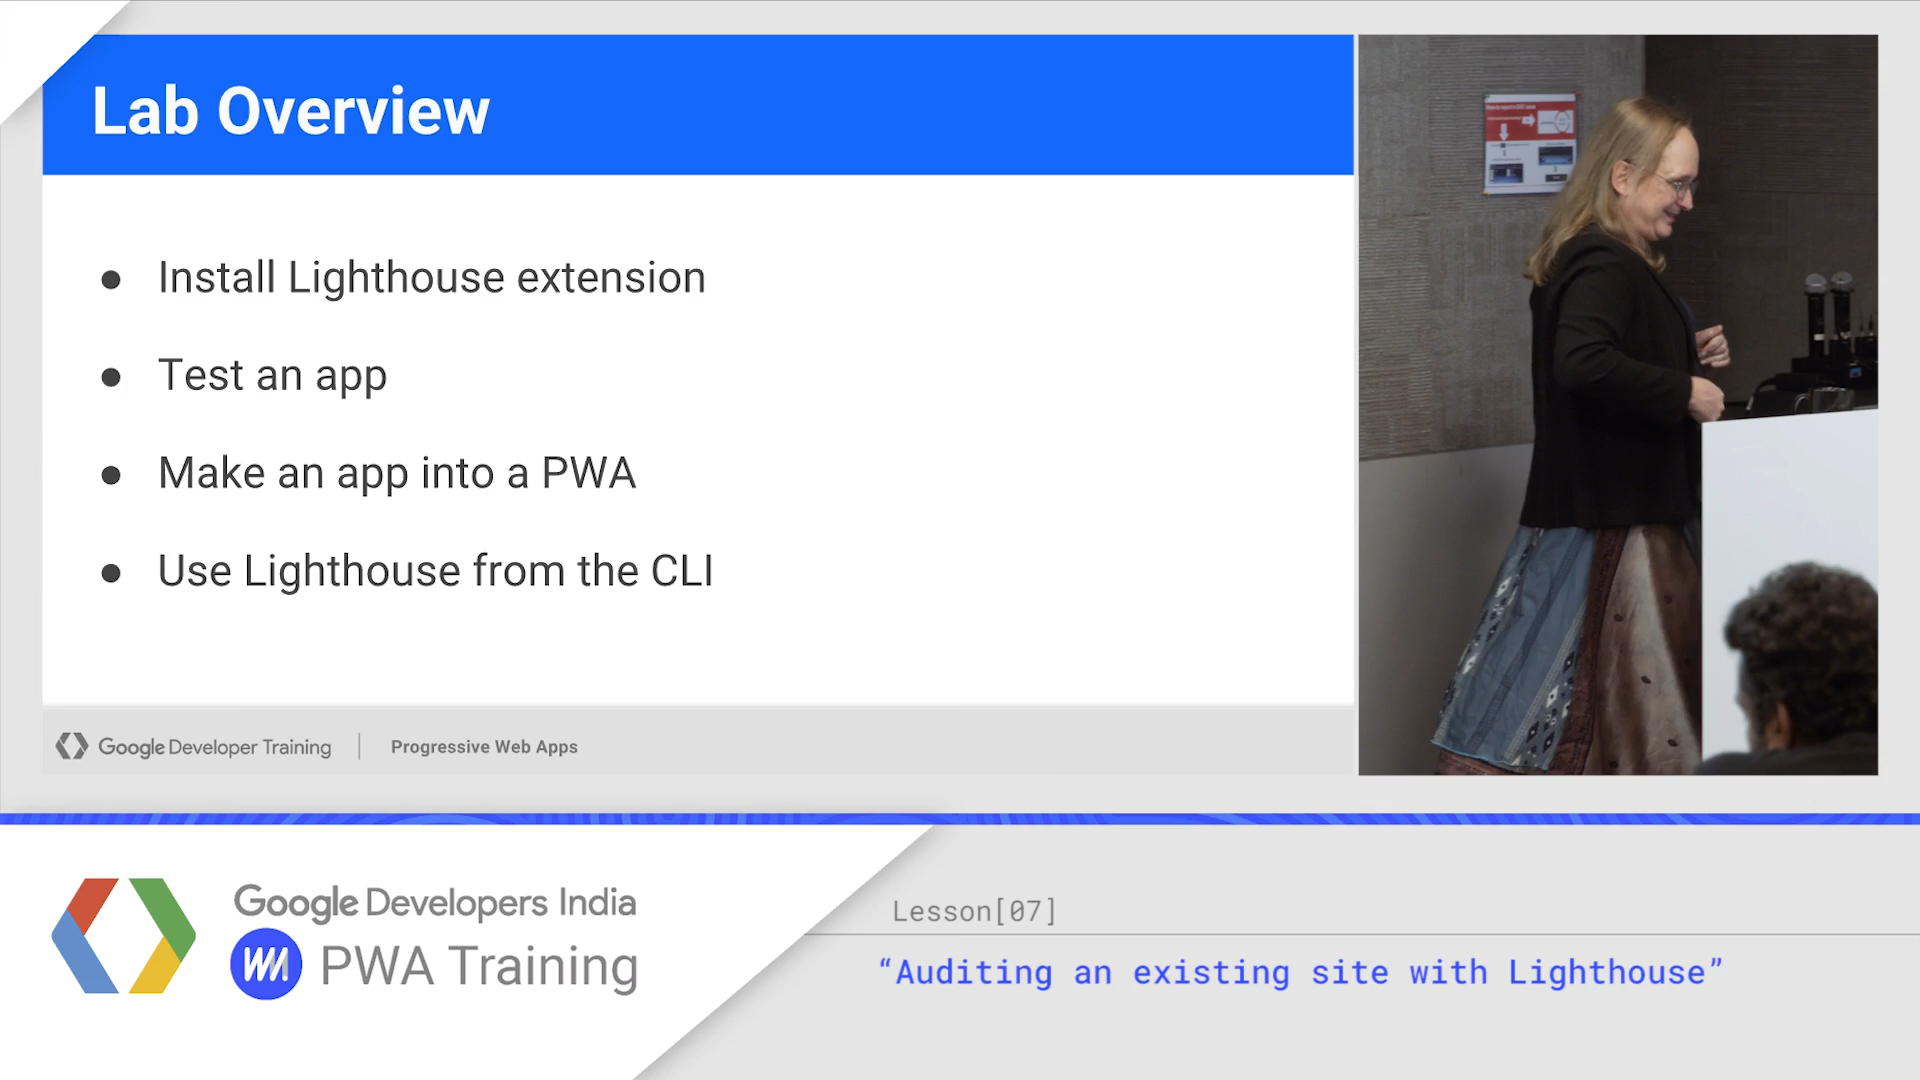 Lab Overview
● Install Lighthouse extension
● Test an app
● Make an app into a PWA
● Use Lighthouse from the CLI
Google Developer Training | Progressive Web Apps
Google Developers India
PWA Training
Lesson[07]
“Auditing an existing site with Lighthouse”